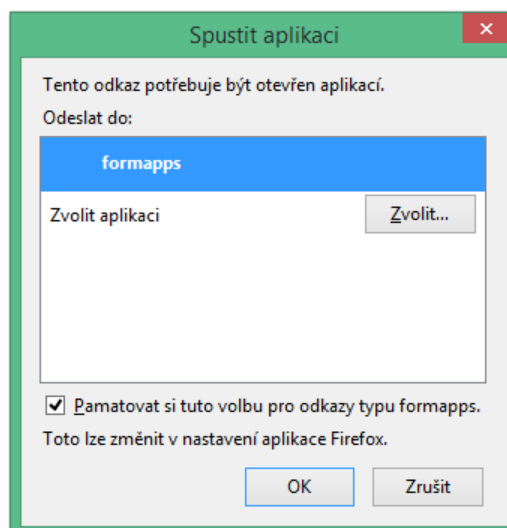 Spustit aplikaci
Tento odkaz potřebuje být otevřen aplikací.
Odeslat do:
formapps
Zvolit aplikaci
Zvolit...
Pamatovat si tuto volbu pro odkazy typu formapps.
Toto lze změnit v nastavení aplikace Firefox.
OK
Zrušit